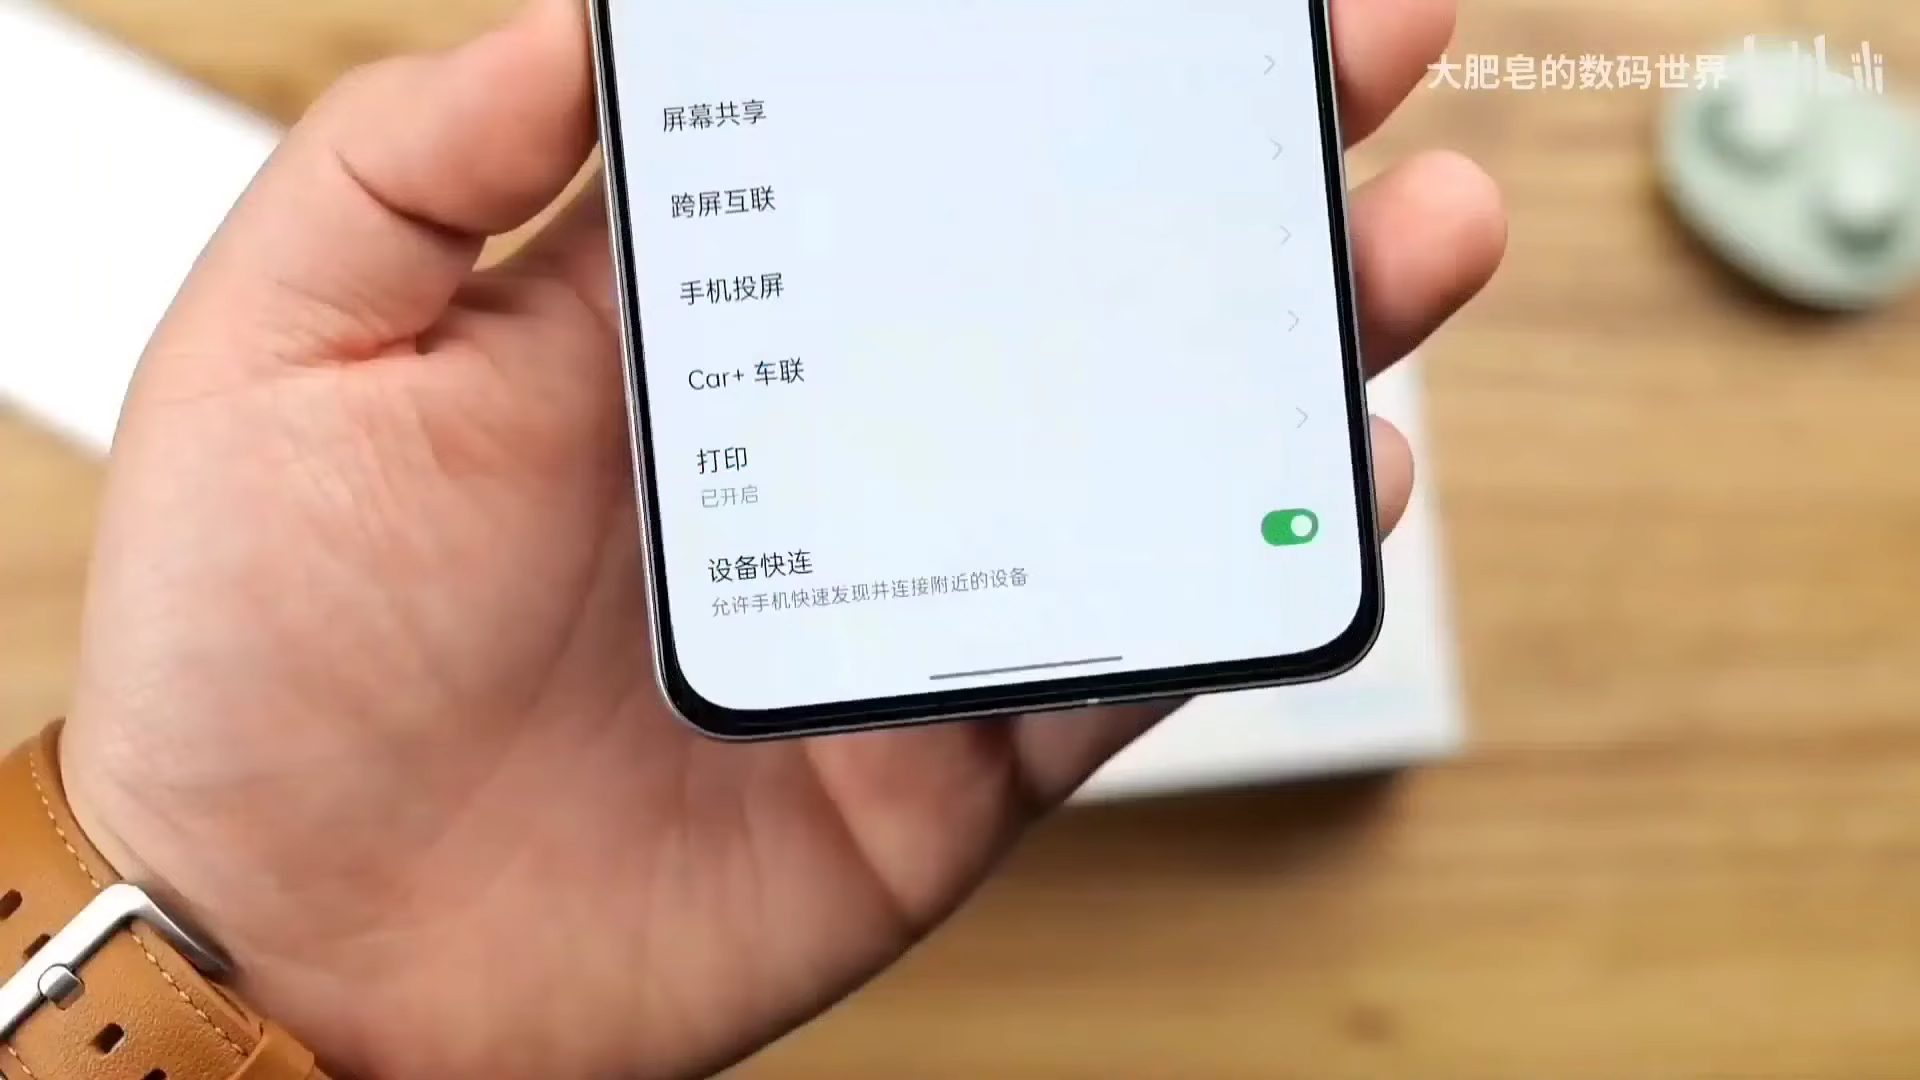 大肥皂的数码世界 bilibili
屏幕共享
跨屏互联
手机投屏
Car+ 车联
打印
已开启
设备快连
允许手机快速发现并连接附近的设备